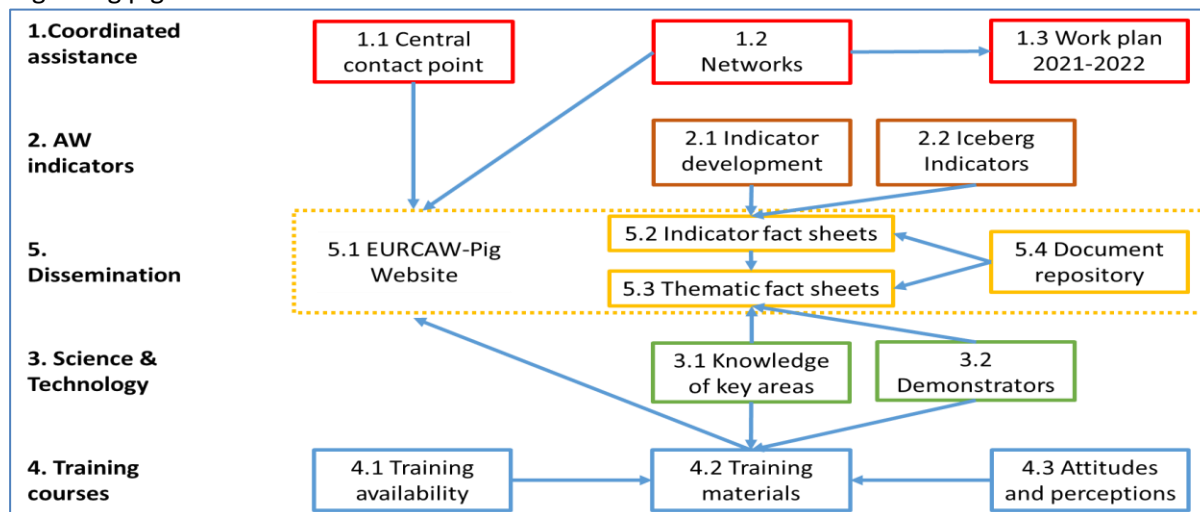 1.Coordinated
assistance
1.1 Central
contact point
1.2
Networks
1.3 Work plan
2021-2022
2. AW
indicators
2.1 Indicator
development
2.2 Iceberg
Indicators
5.
Dissemination
5.1 EURCAW-Pig
Website
5.2 Indicator fact sheets
5.3 Thematic fact sheets
5.4 Document
repository
3. Science &
Technology
3.1 Knowledge
of key areas
3.2
Demonstrators
4. Training
courses
4.1 Training
availability
4.2 Training
materials
4.3 Attitudes
and perceptions